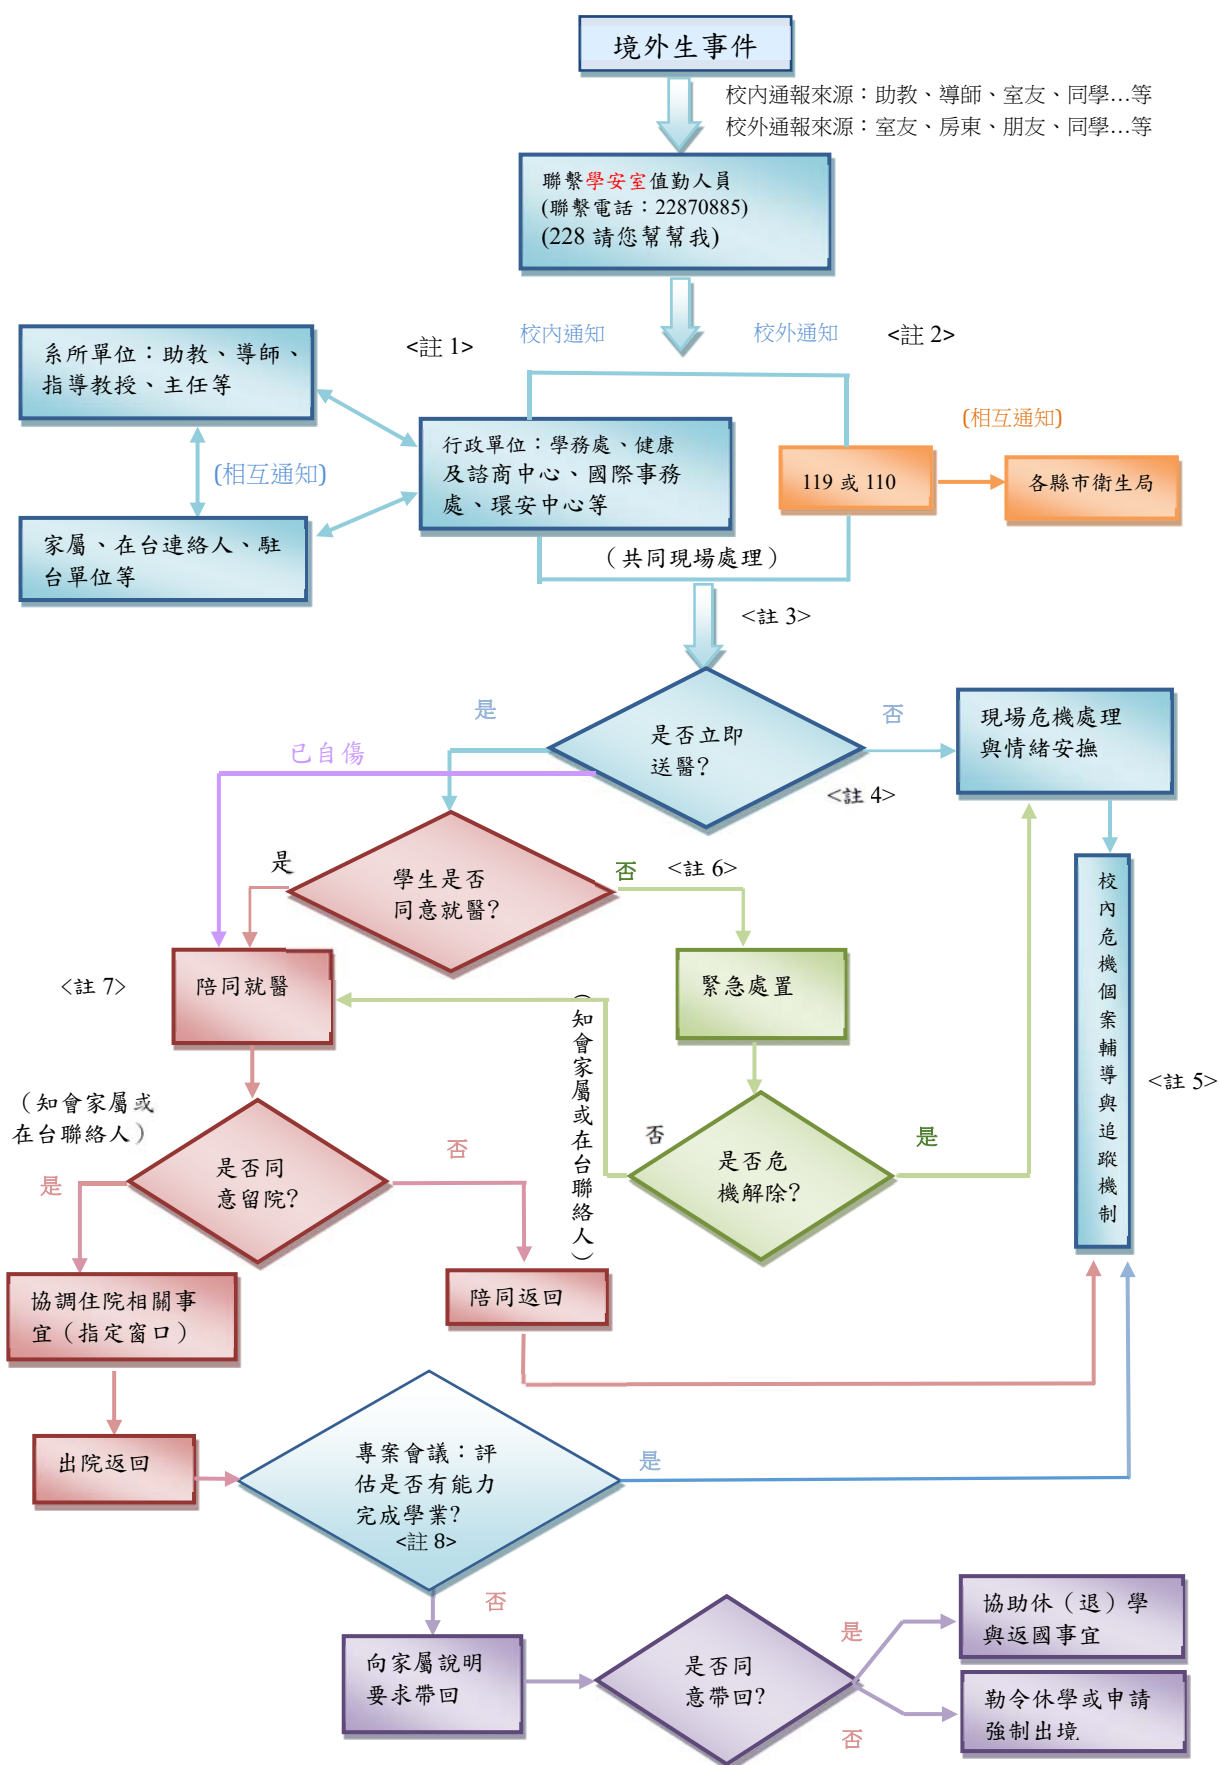 境外生事件
校內通報來源：助教、導師、室友、同學…等
校外通報來源：室友、房東、朋友、同學…等
聯繫學安室值勤人員
(聯繫電話：22870885)
(228 請您幫幫我)
<註 1>
校內通知
校外通知
<註 2>
系所單位：助教、導師、
指導教授、主任等
(相互通知)
家屬、在台連絡人、駐
台單位等
行政單位：學務處、健康
及諮商中心、國際事務
處、環安中心等
(相互通知)
119 或 110
各縣市衛生局
（共同現場處理）
<註 3>
是
否
是否立即
送醫?
<註 4>
現場危機處理
與情緒安撫
已自傷
是
學生是否
同意就醫?
否
<註 6>
<註 7>
陪同就醫
緊急處置
（知會家屬或在台聯絡人）
校內危機個案輔導與追蹤機制
<註 5>
（知會家屬或
在台聯絡人）
是
是否同
意留院?
否
否
是否危
機解除?
是
協調住院相關事
宜（指定窗口）
陪同返回
出院返回
專案會議：評
估是否有能力
完成學業?
<註 8>
是
否
向家屬說明
要求帶回
是否同
意帶回?
是
否
協助休（退）學
與返國事宜
勒令休學或申請
強制出境